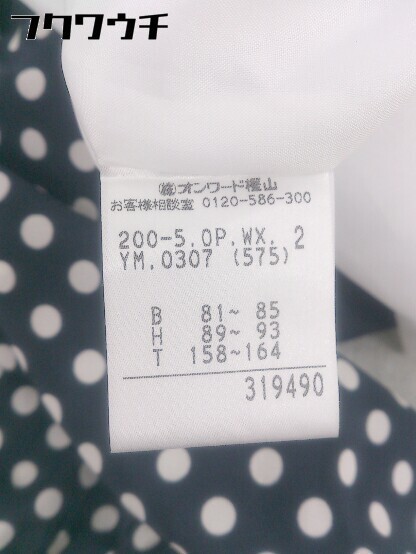 フクワウチ
㈱オンワード樫山
お客様相談室 0120-586-300
200-5.OP.WX. 2
YM.0307 (575)
B 81~ 85
H 89~ 93
T 158~164
319490